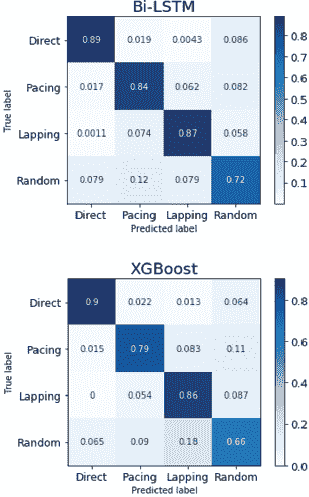 Bi-LSTM
Direct 0.89 0.019 0.0043 0.086 0.8
0.7
Pacing 0.017 0.84 0.062 0.082 0.6
True label
0.5
0.4
Lapping 0.0011 0.074 0.87 0.058 0.3
0.2
Random 0.079 0.12 0.079 0.72 0.1
Direct Pacing Lapping Random
Predicted label
XGBoost
Direct 0.9 0.022 0.013 0.064 0.8
Pacing 0.015 0.79 0.083 0.11 0.6
True label
0.4
Lapping 0 0.054 0.86 0.087
0.2
Random 0.065 0.09 0.18 0.66
0.0
Direct Pacing Lapping Random
Predicted label